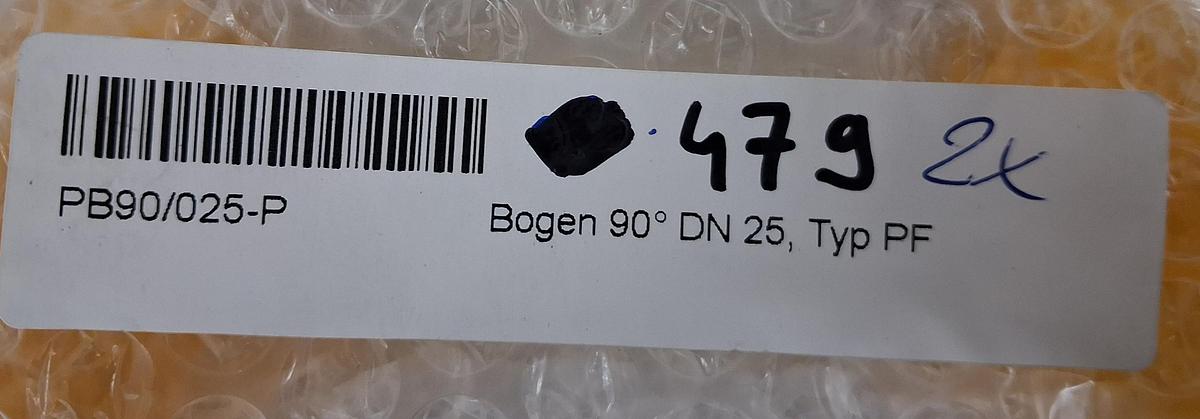 479 2x
PB90/025-P
Bogen 90° DN 25, Typ PF